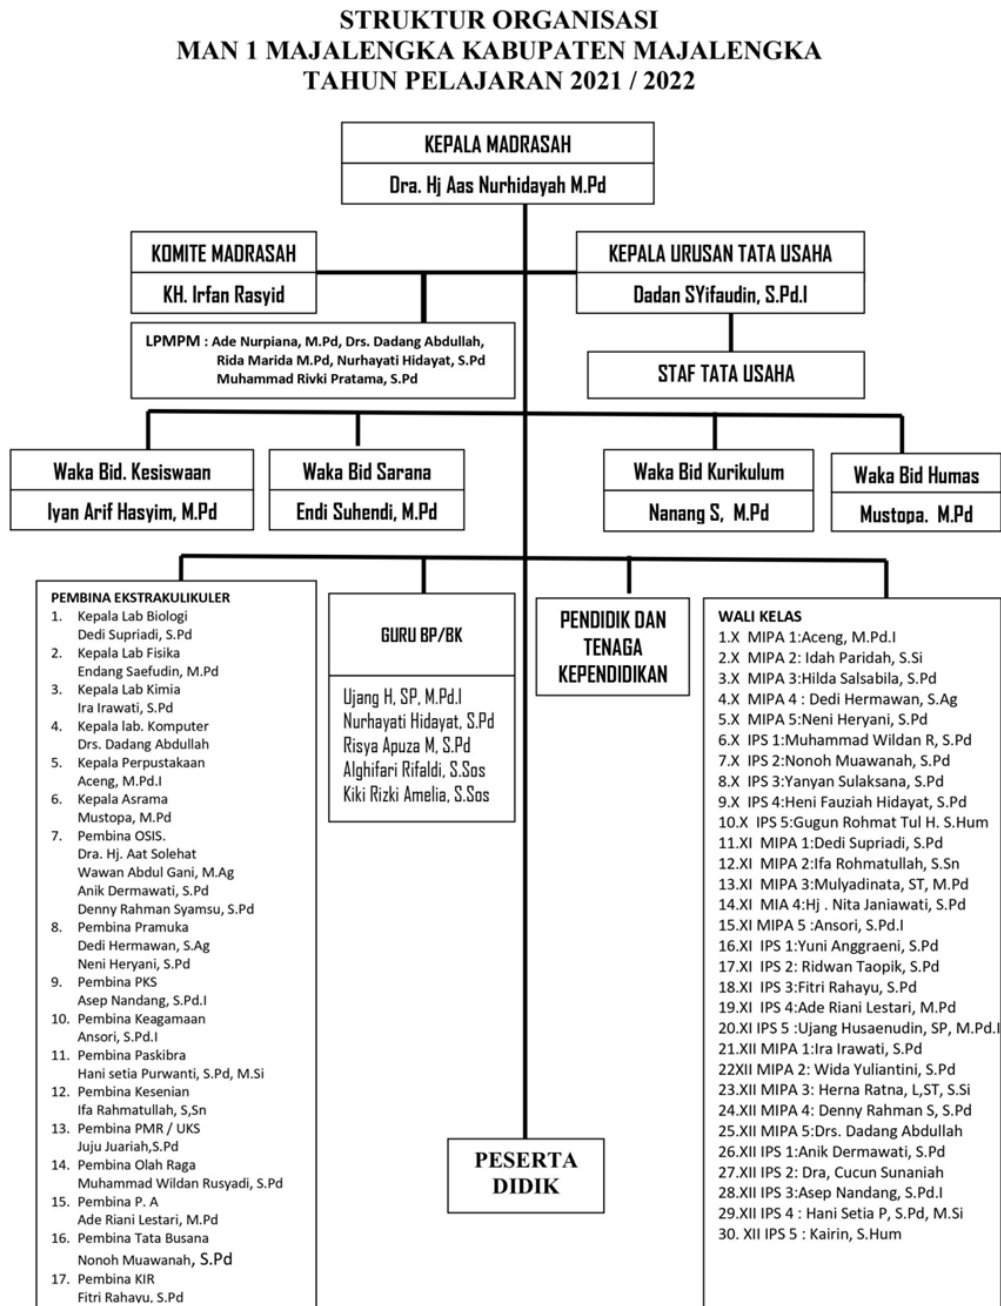 STRUKTUR ORGANISASI
MAN 1 MAJALENGKA KABUPATEN MAJALENGKA
TAHUN PELAJARAN 2021 / 2022
KEPALA MADRASAH
Dra. Hj Aas Nurhidayah M.Pd
KOMITE MADRASAH
KH. Irfan Rasyid
KEPALA URUSAN TATA USAHA
Dadan SYifaudin, S.Pd.I
LPMPM : Ade Nurpiana, M.Pd, Drs. Dadang Abdullah,
Rida Marida M.Pd, Nurhayati Hidayat, S.Pd
Muhammad Rivki Pratama, S.Pd
STAF TATA USAHA
Waka Bid. Kesiswaan
Iyan Arif Hasyim, M.Pd
Waka Bid Sarana
Endi Suhendi, M.Pd
Waka Bid Kurikulum
Nanang S, M.Pd
Waka Bid Humas
Mustopa. M.Pd
PEMBINA EKSTRAKULIKULER
1. Kepala Lab Biologi
Dedi Supriadi, S.Pd
2. Kepala Lab Fisika
Endang Saefudin, M.Pd
3. Kepala Lab Kimia
Ira Irawati, S.Pd
4. Kepala lab. Komputer
Drs. Dadang Abdullah
5. Kepala Perpustakaan
Aceng, M.Pd.I
6. Kepala Asrama
Mustopa, M.Pd
7. Pembina OSIS.
Dra. Hj. Aat Solehat
Wawan Abdul Gani, M.Ag
Anik Dermawati, S.Pd
Denny Rahman Syamsu, S.Pd
8. Pembina Pramuka
Dedi Hermawan, S.Ag
Neni Heryani, S.Pd
9. Pembina PKS
Asep Nandang, S.Pd.I
10. Pembina Keagamaan
Ansori, S.Pd.I
11. Pembina Paskibra
Hani setia Purwanti, S.Pd, M.Si
12. Pembina Kesenian
Ifa Rahmatullah, S,Sn
13. Pembina PMR / UKS
Juju Juariah,S.Pd
14. Pembina Olah Raga
Muhammad Wildan Rusyadi, S.Pd
15. Pembina P. A
Ade Riani Lestari, M.Pd
16. Pembina Tata Busana
Nonoh Muawanah, S.Pd
17. Pembina KIR
Fitri Rahayu, S.Pd
GURU BP/BK
Ujang H, SP, M.Pd.I
Nurhayati Hidayat, S.Pd
Risya Apuza M, S.Pd
Alghifari Rifaldi, S.Sos
Kiki Rizki Amelia, S.Sos
PENDIDIK DAN
TENAGA
KEPENDIDIKAN
WALI KELAS
1.X MIPA 1:Aceng, M.Pd.I
2.X MIPA 2: Idah Paridah, S.Si
3.X MIPA 3:Hilda Salsabila, S.Pd
4.X MIPA 4 : Dedi Hermawan, S.Ag
5.X MIPA 5:Neni Heryani, S.Pd
6.X IPS 1:Muhammad Wildan R, S.Pd
7.X IPS 2:Nonoh Muawanah, S.Pd
8.X IPS 3:Yanyan Sulaksana, S.Pd
9.X IPS 4:Heni Fauziah Hidayat, S.Pd
10.X IPS 5:Gugun Rohmat Tul H. S.Hum
11.XI MIPA 1:Dedi Supriadi, S.Pd
12.XI MIPA 2:Ifa Rohmatullah, S.Sn
13.XI MIPA 3:Mulyadinata, ST, M.Pd
14.XI MIA 4:Hj . Nita Janiawati, S.Pd
15.XI MIPA 5 :Ansori, S.Pd.I
16.XI IPS 1:Yuni Anggraeni, S.Pd
17.XI IPS 2: Ridwan Taopik, S.Pd
18.XI IPS 3:Fitri Rahayu, S.Pd
19.XI IPS 4:Ade Riani Lestari, M.Pd
20.XI IPS 5 :Ujang Husaenudin, SP, M.Pd.I
21.XII MIPA 1:Ira Irawati, S.Pd
22XII MIPA 2: Wida Yuliantini, S.Pd
23.XII MIPA 3: Herna Ratna, L,ST, S.Si
24.XII MIPA 4: Denny Rahman S, S.Pd
25.XII MIPA 5:Drs. Dadang Abdullah
26.XII IPS 1:Anik Dermawati, S.Pd
27.XII IPS 2: Dra, Cucun Sunaniah
28.XII IPS 3:Asep Nandang, S.Pd.I
29.XII IPS 4 : Hani Setia P, S.Pd, M.Si
30. XII IPS 5 : Kairin, S.Hum
PESERTA
DIDIK